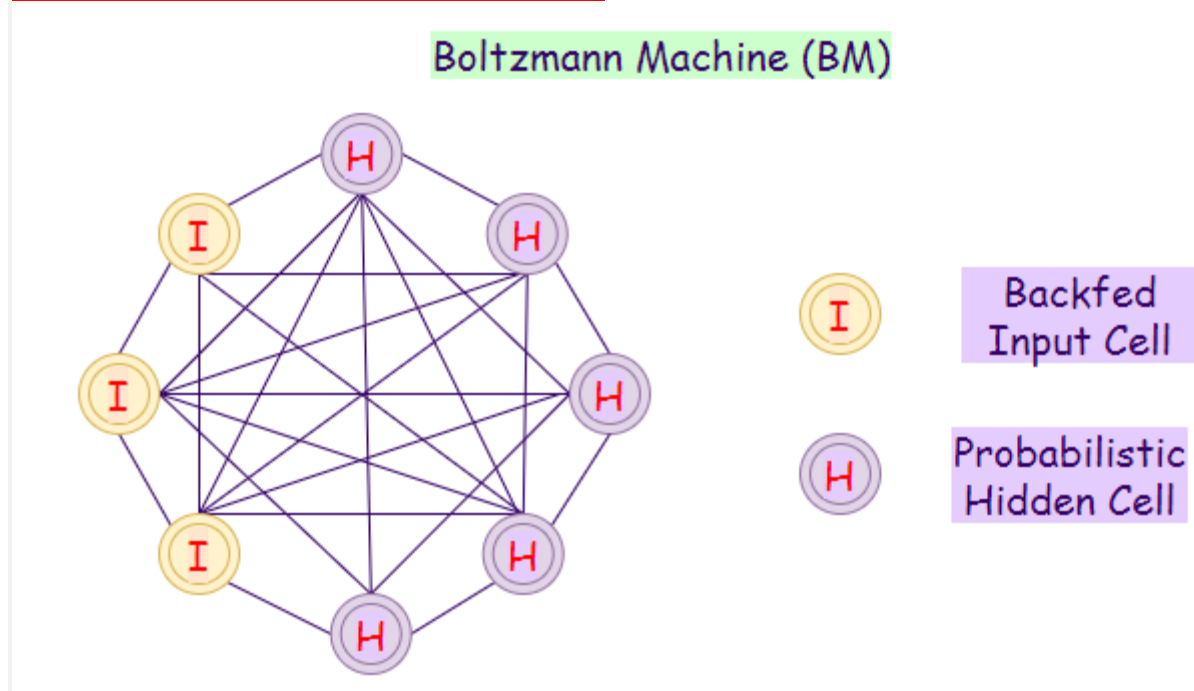 Boltzmann Machine (BM)
H
I
H
I
Backfed
Input Cell
I
H
I
H
Probabilistic
Hidden Cell
I
H
H